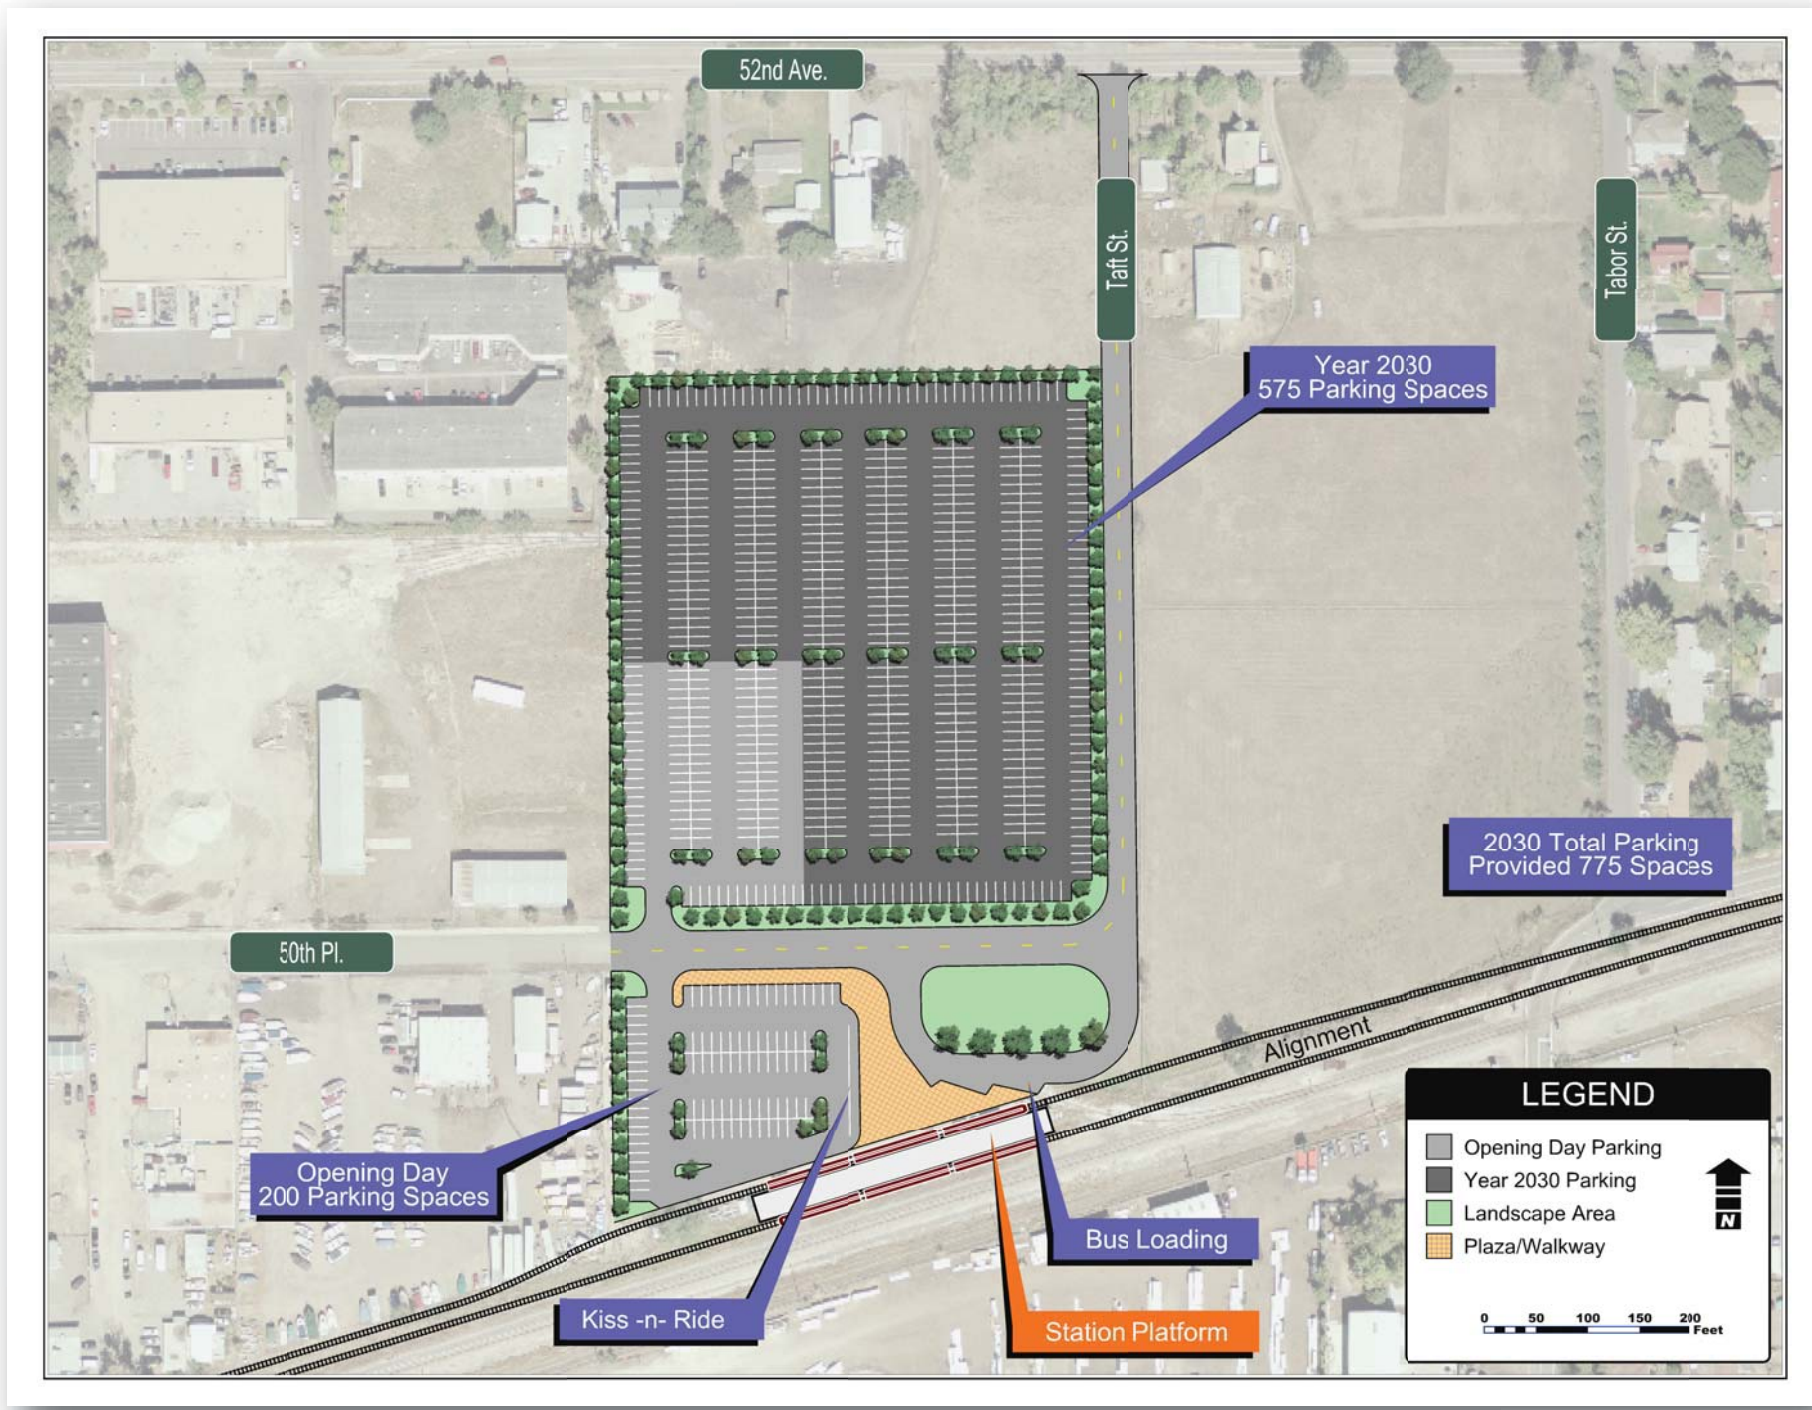 52nd Ave.
Taft St.
Tabor St.
Year 2030
575 Parking Spaces
2030 Total Parking
Provided 775 Spaces
50th Pl.
Alignment
Opening Day
200 Parking Spaces
Bus Loading
Kiss -n- Ride
Station Platform
LEGEND
Opening Day Parking
Year 2030 Parking
Landscape Area
Plaza/Walkway
N
0 50 100 150 200
Feet